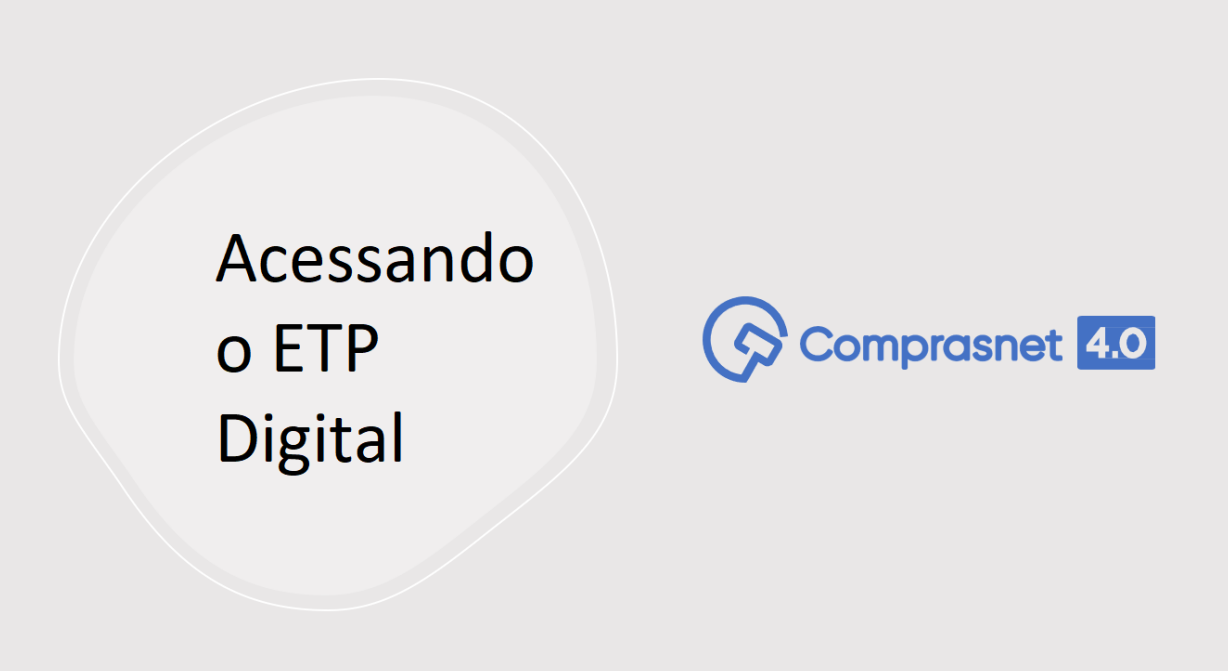 Acessando
o ETP
Digital
Comprasnet 4.0